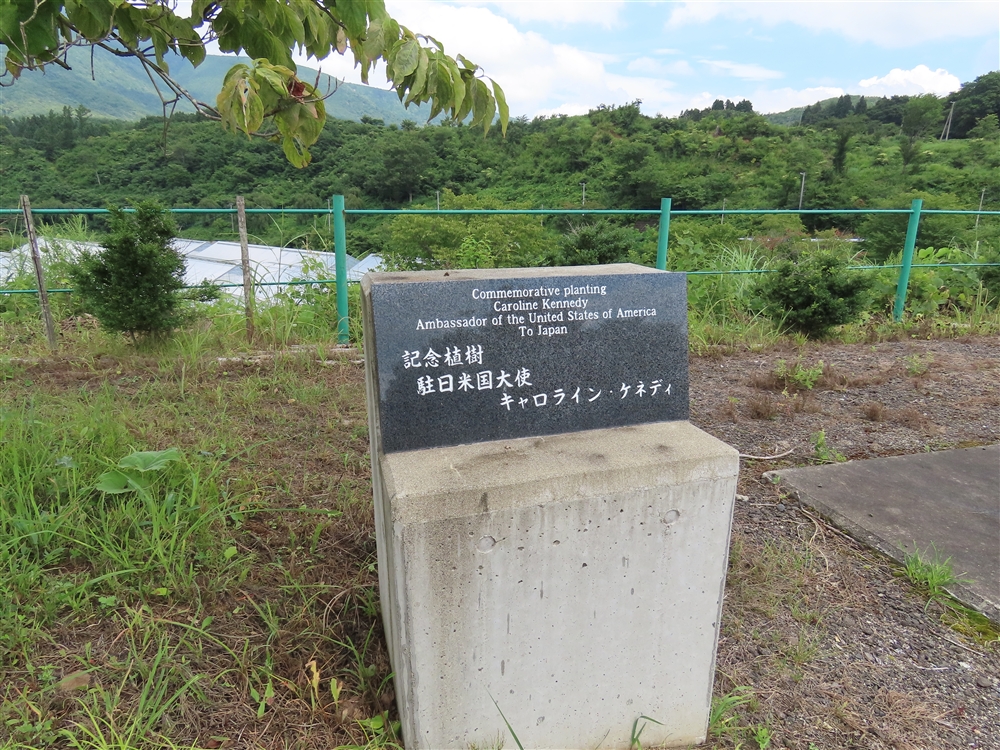 Commemorative planting
Caroline Kennedy
Ambassador of the United States of America
To Japan
記念植樹
駐日米国大使
キャロライン・ケネディ